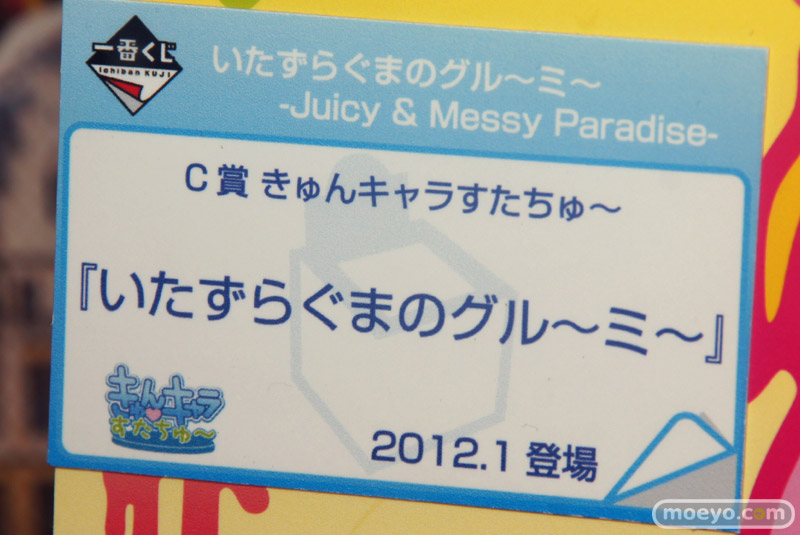 一番くじ
Ichiban KUJI
いたずらぐまのグル〜ミ〜
-Juicy & Messy Paradise-
C賞 きゅんキャラすたちゅ〜
『いたずらぐまのグル〜ミ〜』
きゅんキャラ
すたちゅ〜
2012.1 登場
moeyo.com